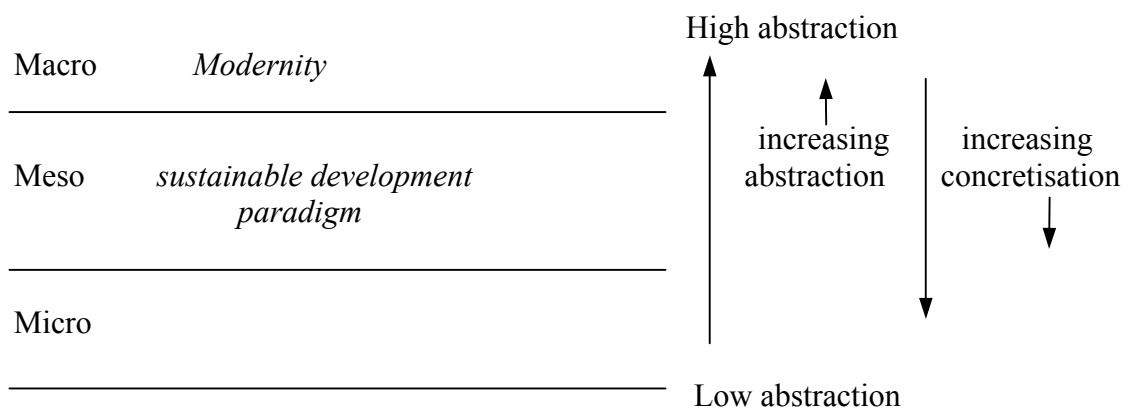 High abstraction
Macro Modernity
increasing increasing
Meso sustainable development abstraction concretisation
paradigm
Micro
Low abstraction